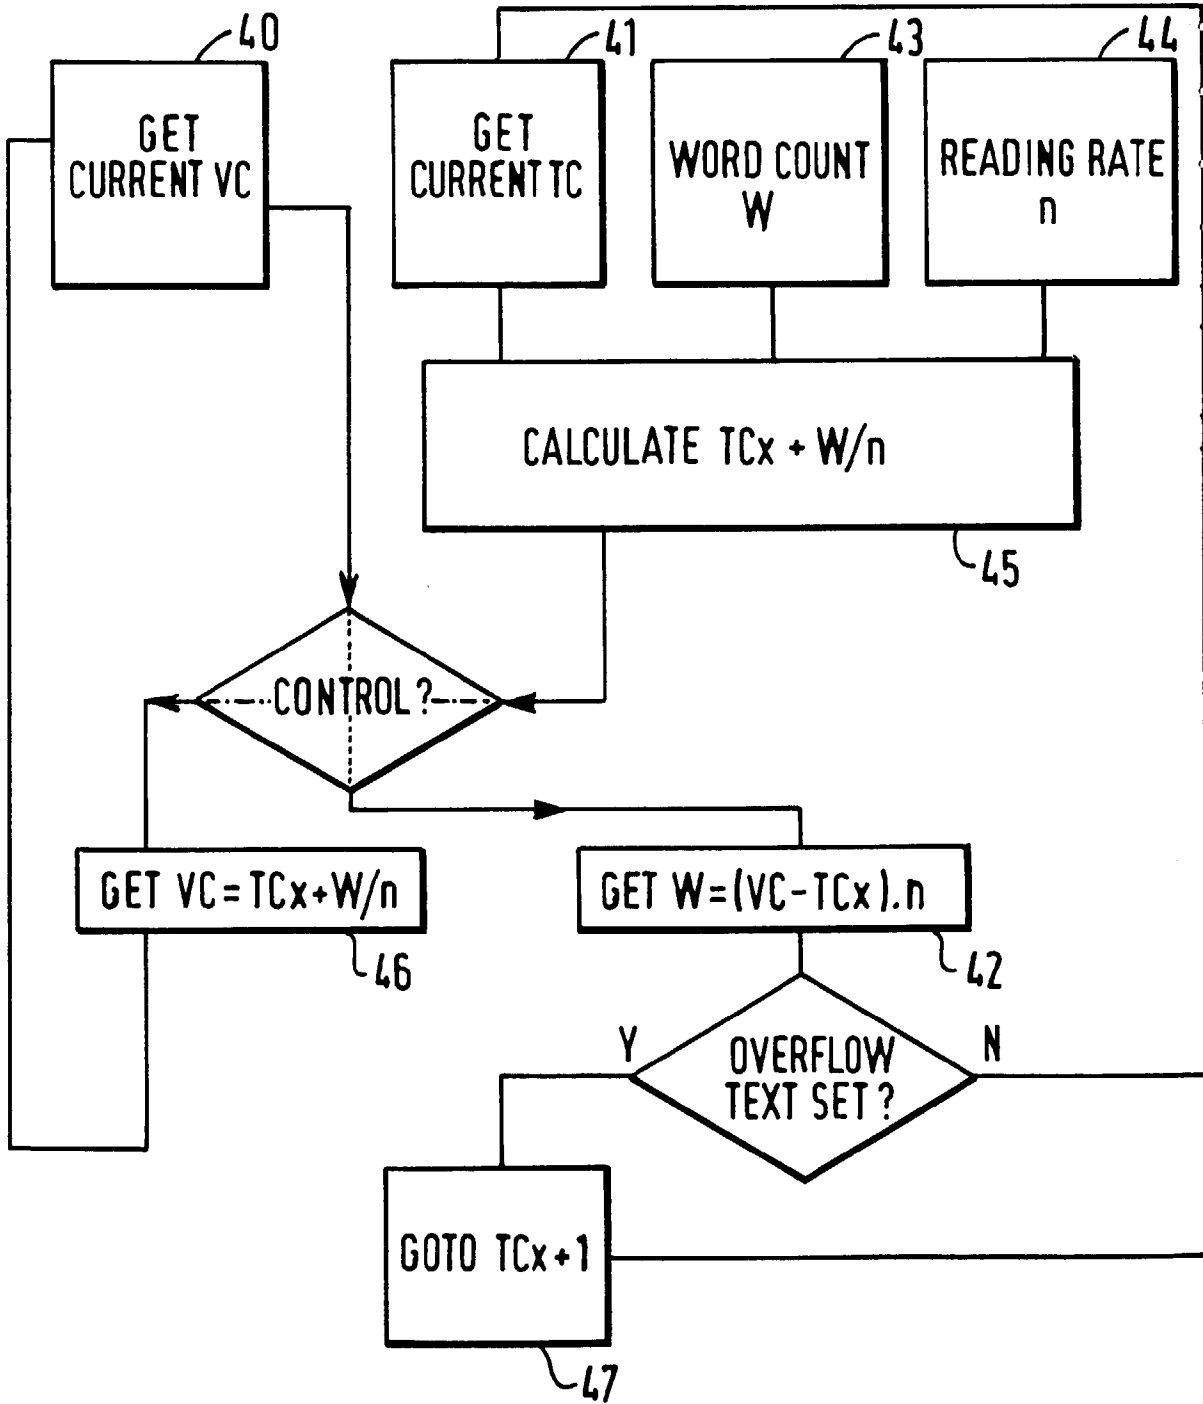 40
41
43
44
GET
CURRENT VC
GET
CURRENT TC
WORD COUNT
W
READING RATE
n
CALCULATE TCx + W/n
45
CONTROL?
GET VC=TCx+W/n
46
GET W=(VC-TCx).n
42
Y
N
OVERFLOW
TEXT SET?
GOTO TCx+1
47